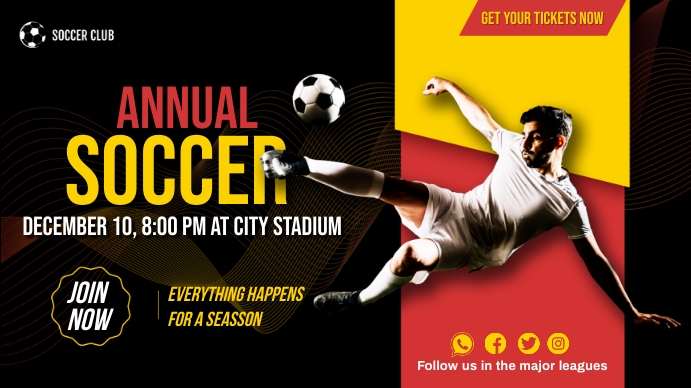 SOCCER CLUB
GET YOUR TICKETS NOW
ANNUAL
SOCCER
DECEMBER 10, 8:00 PM AT CITY STADIUM
JOIN
NOW
EVERYTHING HAPPENS
FOR A SEASSON
Follow us in the major leagues